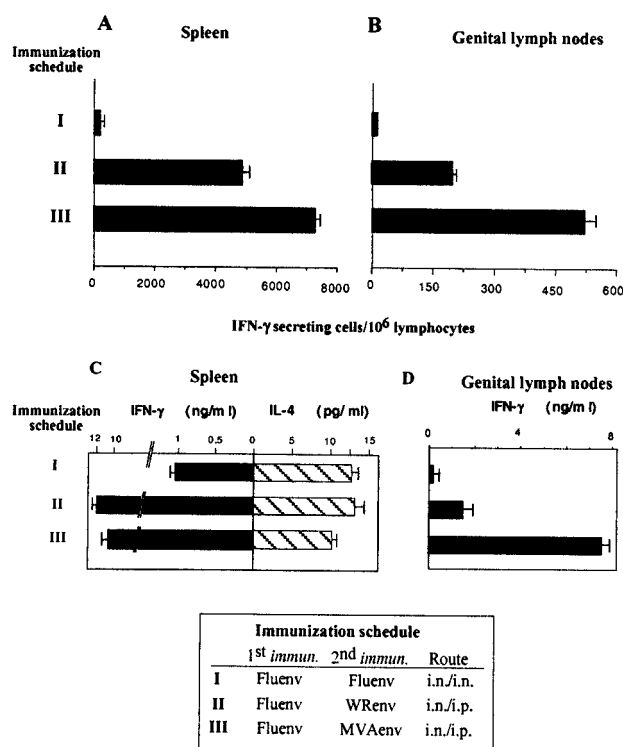 A
Spleen
B
Genital lymph nodes
Immunization
schedule
I
II
III
0 2000 4000 6000 8000
0 150 300 450 600
IFN-γ secreting cells/10⁶ lymphocytes
C
Spleen
D
Genital lymph nodes
Immunization
schedule
IFN-γ (ng/m l) IL-4 (pg/ ml)
IFN-γ (ng/m l)
12 10 1 0.5 0 5 10 15
0 4 8
I
II
III
Immunization schedule
1st immun. 2nd immun. Route
I Fluenv Fluenv i.n./i.n.
II Fluenv WRenv i.n./i.p.
III Fluenv MVAenv i.n./i.p.